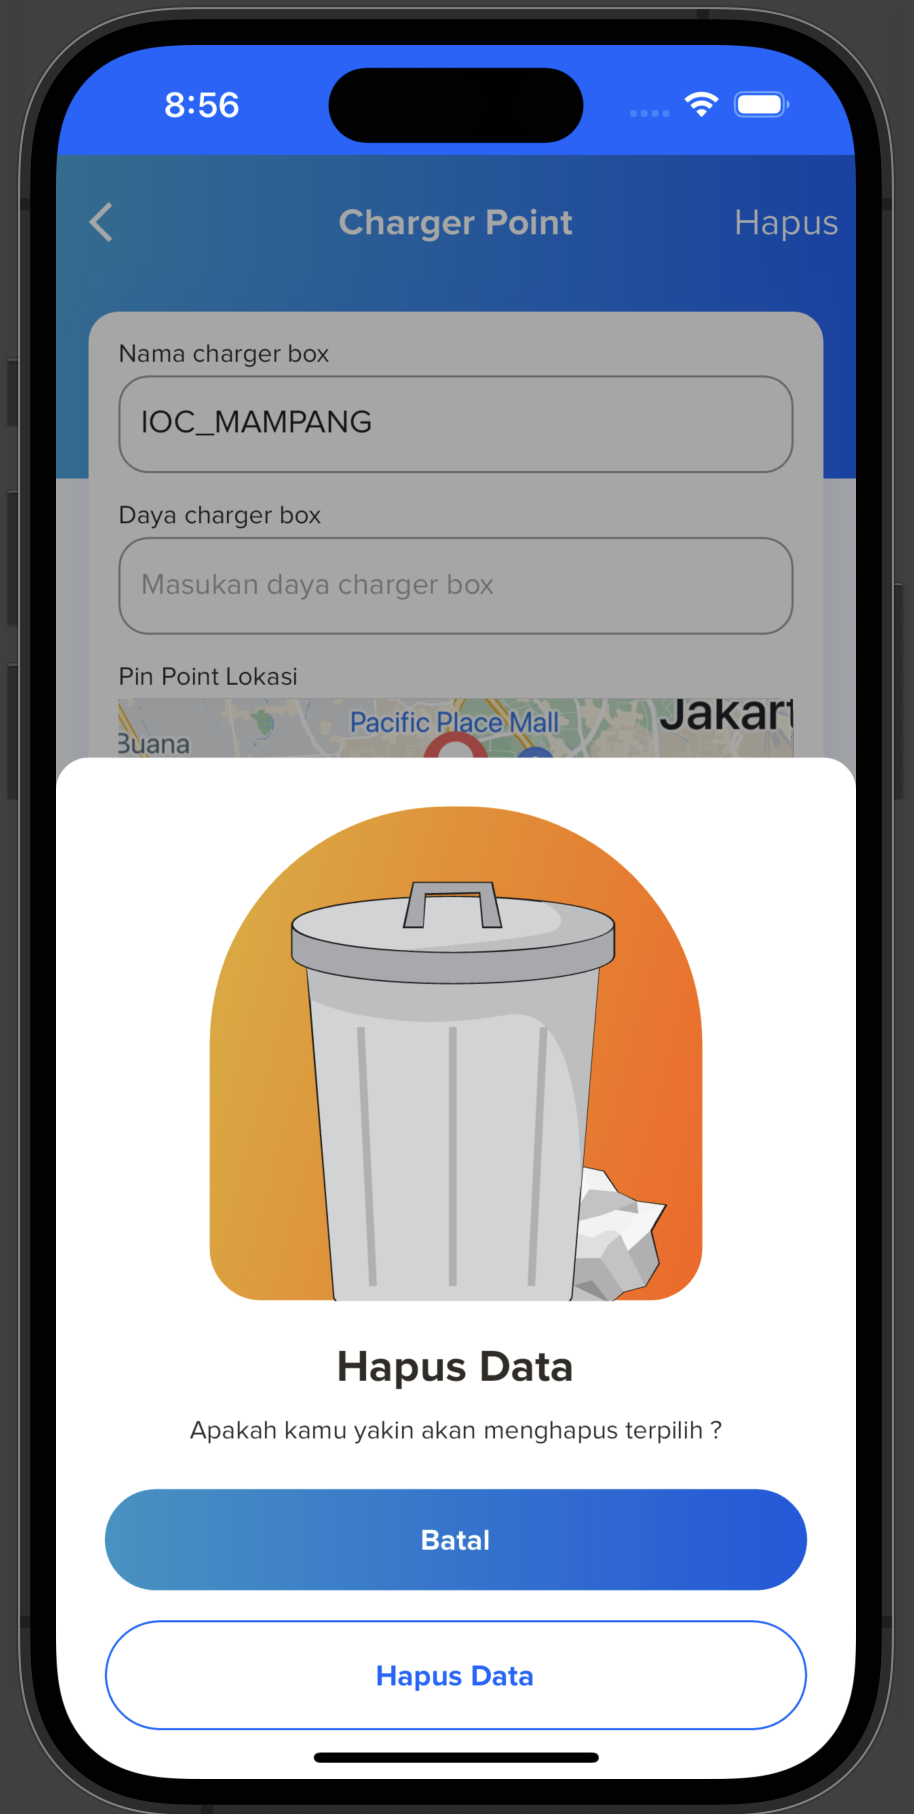 8:56
Charger Point
Hapus
Nama charger box
IOC_MAMPANG
Daya charger box
Masukan daya charger box
Pin Point Lokasi
Pacific Place Mall
Jakart
Buana
Hapus Data
Apakah kamu yakin akan menghapus terpilih ?
Batal
Hapus Data